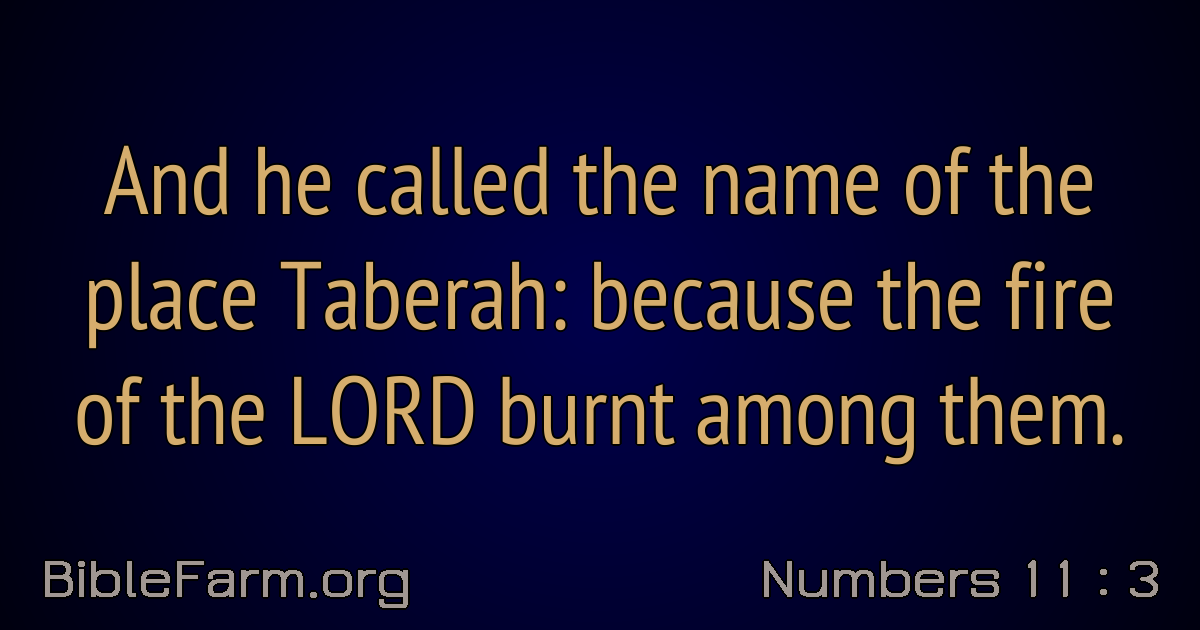 And he called the name of the
place Taberah: because the fire
of the LORD burnt among them.
BibleFarm.org
Numbers 11 : 3